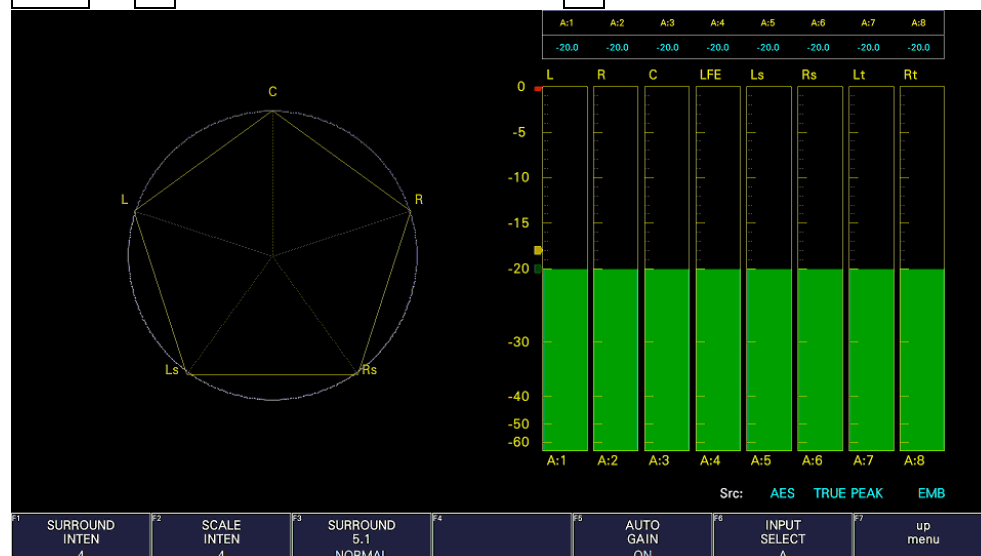 A:1 A:2 A:3 A:4 A:5 A:6 A:7 A:8
-20.0 -20.0 -20.0 -20.0 -20.0 -20.0 -20.0 -20.0
L R C LFE Ls Rs Lt Rt
0
-5
-10
-15
-20
-30
-40
-50
-60
C
L
R
Ls
Rs
A:1 A:2 A:3 A:4 A:5 A:6 A:7 A:8
Src: AES TRUE PEAK EMB
F1 SURROUND INTEN 4
F2 SCALE INTEN 4
F3 SURROUND 5.1 NORMAL
F4
F5 AUTO GAIN ON
F6 INPUT SELECT A
F7 up menu